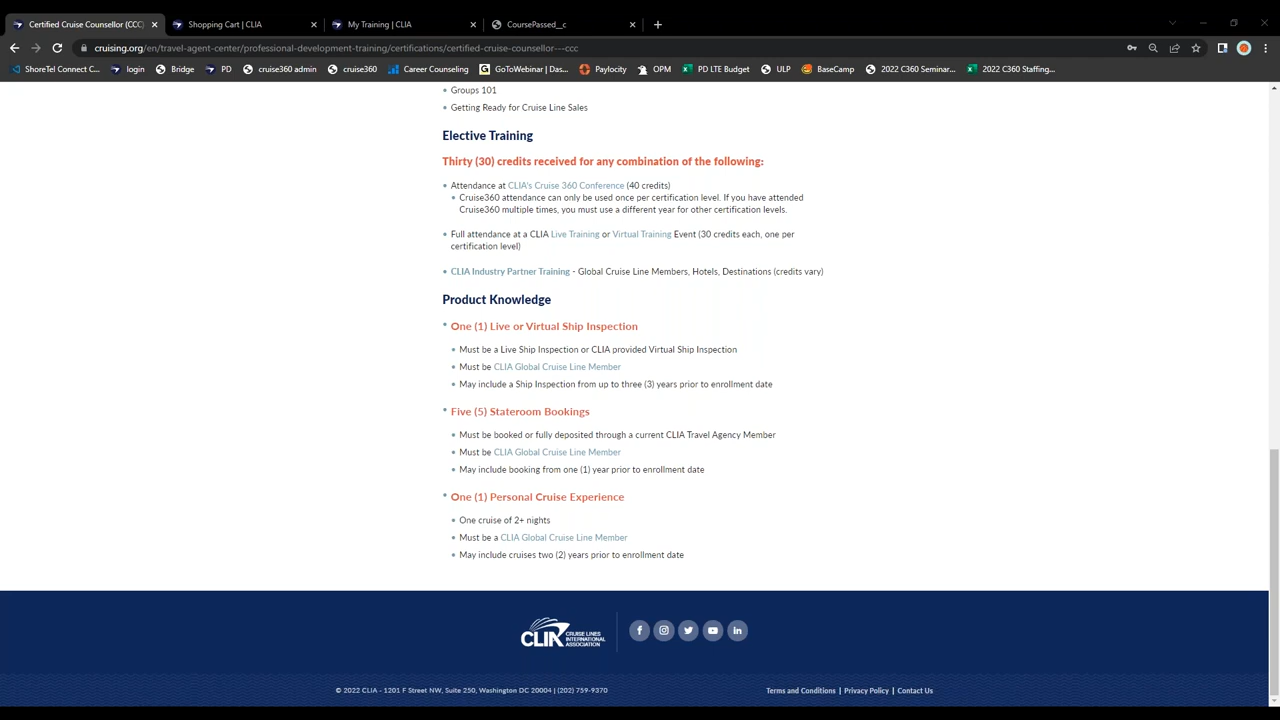 Certified Cruise Counsellor (CCC)
Shopping Cart | CLIA
My Training | CLIA
CoursePassed__c
cruising.org/en/travel-agent-center/professional-development-training/certifications/certified-cruise-counsellor---ccc
ShoreTel Connect C... login Bridge PD cruise360 admin cruise360 Career Counseling GoToWebinar | Das... Paylocity OPM PD LTE Budget ULP BaseCamp 2022 C360 Seminar... 2022 C360 Staffing...
• Groups 101
• Getting Ready for Cruise Line Sales
Elective Training
Thirty (30) credits received for any combination of the following:
• Attendance at CLIA's Cruise 360 Conference (40 credits)
• Cruise360 attendance can only be used once per certification level. If you have attended
Cruise360 multiple times, you must use a different year for other certification levels.
• Full attendance at a CLIA Live Training or Virtual Training Event (30 credits each, one per
certification level)
• CLIA Industry Partner Training - Global Cruise Line Members, Hotels, Destinations (credits vary)
Product Knowledge
• One (1) Live or Virtual Ship Inspection
• Must be a Live Ship Inspection or CLIA provided Virtual Ship Inspection
• Must be CLIA Global Cruise Line Member
• May include a Ship Inspection from up to three (3) years prior to enrollment date
• Five (5) Stateroom Bookings
• Must be booked or fully deposited through a current CLIA Travel Agency Member
• Must be CLIA Global Cruise Line Member
• May include booking from one (1) year prior to enrollment date
• One (1) Personal Cruise Experience
• One cruise of 2+ nights
• Must be a CLIA Global Cruise Line Member
• May include cruises two (2) years prior to enrollment date
CLIA CRUISE LINES
INTERNATIONAL
ASSOCIATION
© 2022 CLIA - 1201 F Street NW, Suite 250, Washington DC 20004 | (202) 759-9370
Terms and Conditions | Privacy Policy | Contact Us